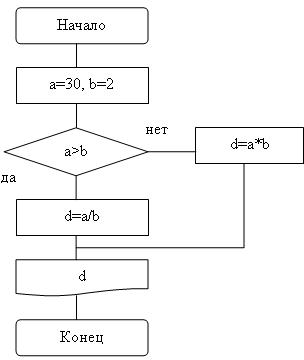 Начало
a=30, b=2
a>b
нет
d=a*b
да
d=a/b
d
Конец